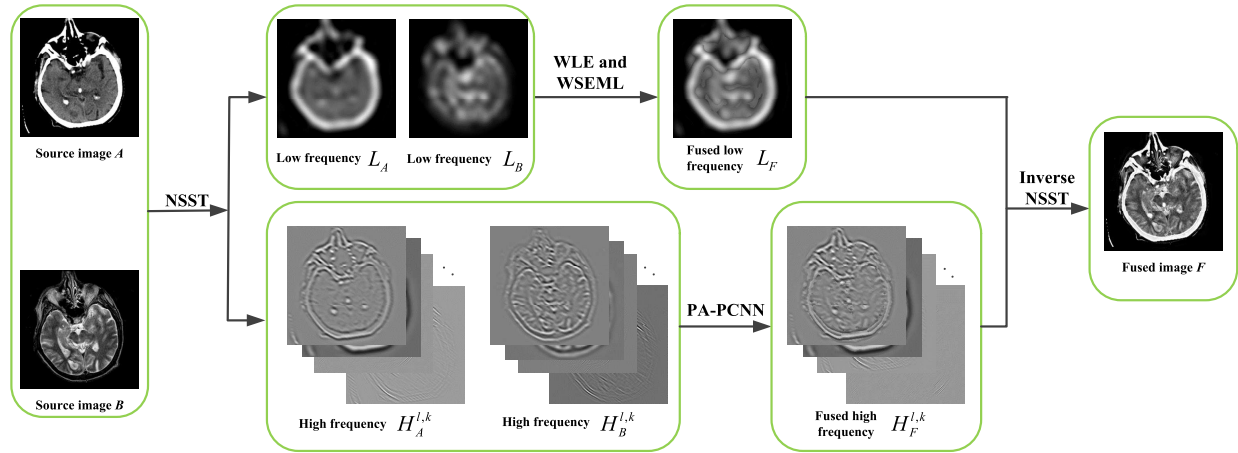 Source image A
Source image B
NSST
Low frequency L_A
Low frequency L_B
WLE and
WSEML
Fused low
frequency L_F
High frequency H_A^{l,k}
High frequency H_B^{l,k}
PA-PCNN
Fused high
frequency H_F^{l,k}
Inverse
NSST
Fused image F